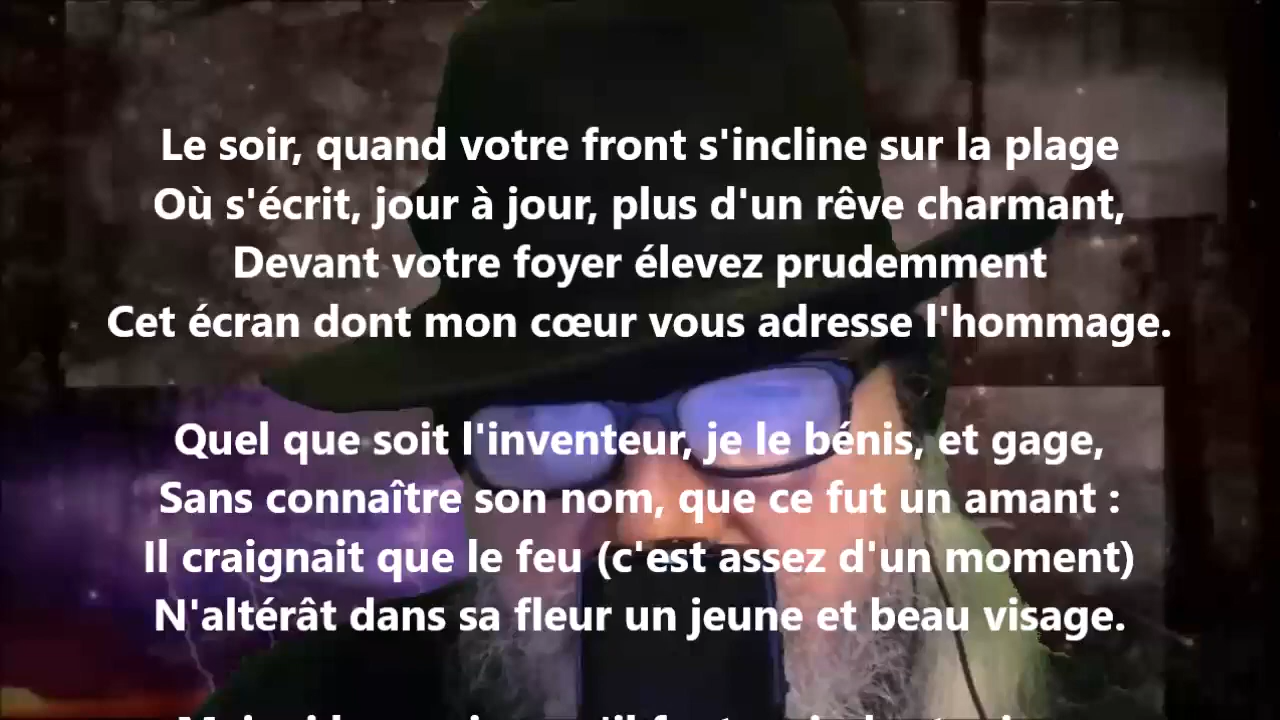 Le soir, quand votre front s'incline sur la plage
Où s'écrit, jour à jour, plus d'un rêve charmant,
Devant votre foyer élevez prudemment
Cet écran dont mon cœur vous adresse l'hommage.
Quel que soit l'inventeur, je le bénis, et gage,
Sans connaître son nom, que ce fut un amant :
Il craignait que le feu (c'est assez d'un moment)
N'altérât dans sa fleur un jeune et beau visage.